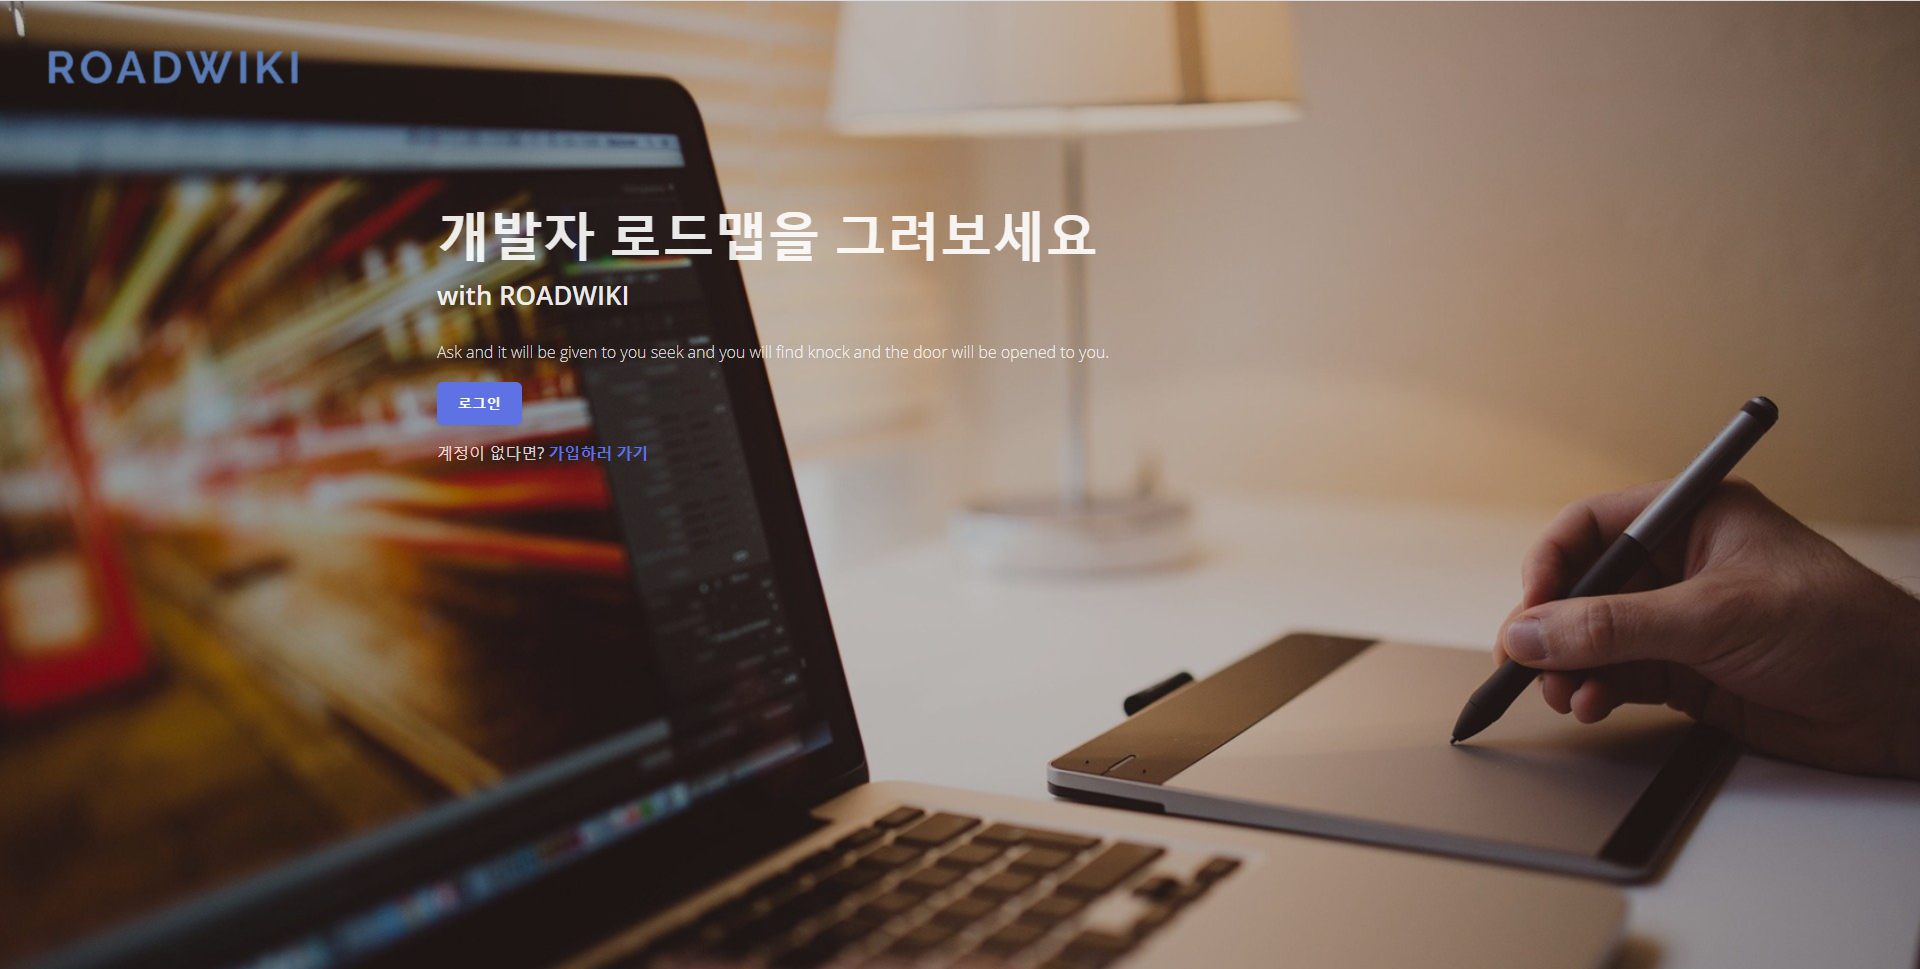 ROADWIKI
개발자 로드맵을 그려보세요
with ROADWIKI
Ask and it will be given to you seek and you will find knock and the door will be opened to you.
로그인
계정이 없다면? 가입하러 가기